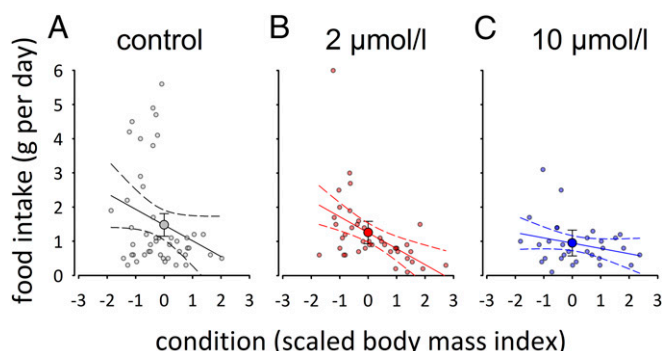 A control B 2 μmol/l C 10 μmol/l
food intake (g per day)
6
5
4
3
2
1
0
-3 -2 -1 0 1 2 3 -3 -2 -1 0 1 2 3 -3 -2 -1 0 1 2 3
condition (scaled body mass index)